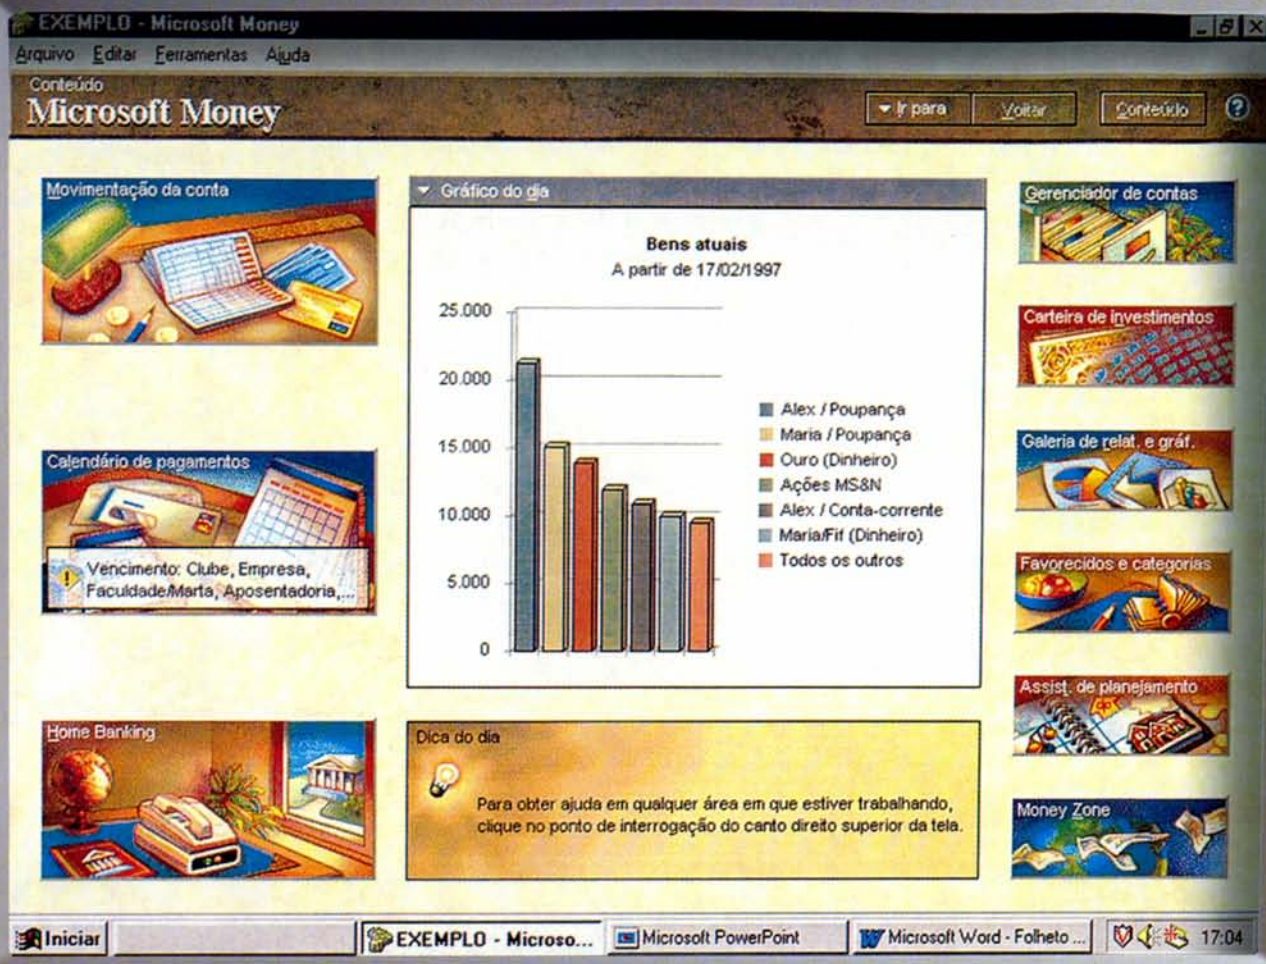 EXEMPLO - Microsoft Money
Arquivo Editar Ferramentas Ajuda
Conteúdo
Microsoft Money
Ir para
Voltar
Conteúdo
?
Movimentação da conta
Calendário de pagamentos
Vencimento: Clube, Empresa,
Faculdade/Marta, Aposentadoria,...
Home Banking
Gráfico do dia
Bens atuais
A partir de 17/02/1997
25.000
20.000
15.000
10.000
5.000
0
Alex / Poupança
Maria / Poupança
Ouro (Dinheiro)
Ações MS&N
Alex / Conta-corrente
Maria/Fif (Dinheiro)
Todos os outros
Dica do dia
Para obter ajuda em qualquer área em que estiver trabalhando,
clique no ponto de interrogação do canto direito superior da tela.
Gerenciador de contas
Carteira de investimentos
Galeria de relat. e gráf.
Favorecidos e categorias
Assist. de planejamento
Money Zone
Iniciar
EXEMPLO - Microso...
Microsoft PowerPoint
Microsoft Word - Folheto ...
17:04